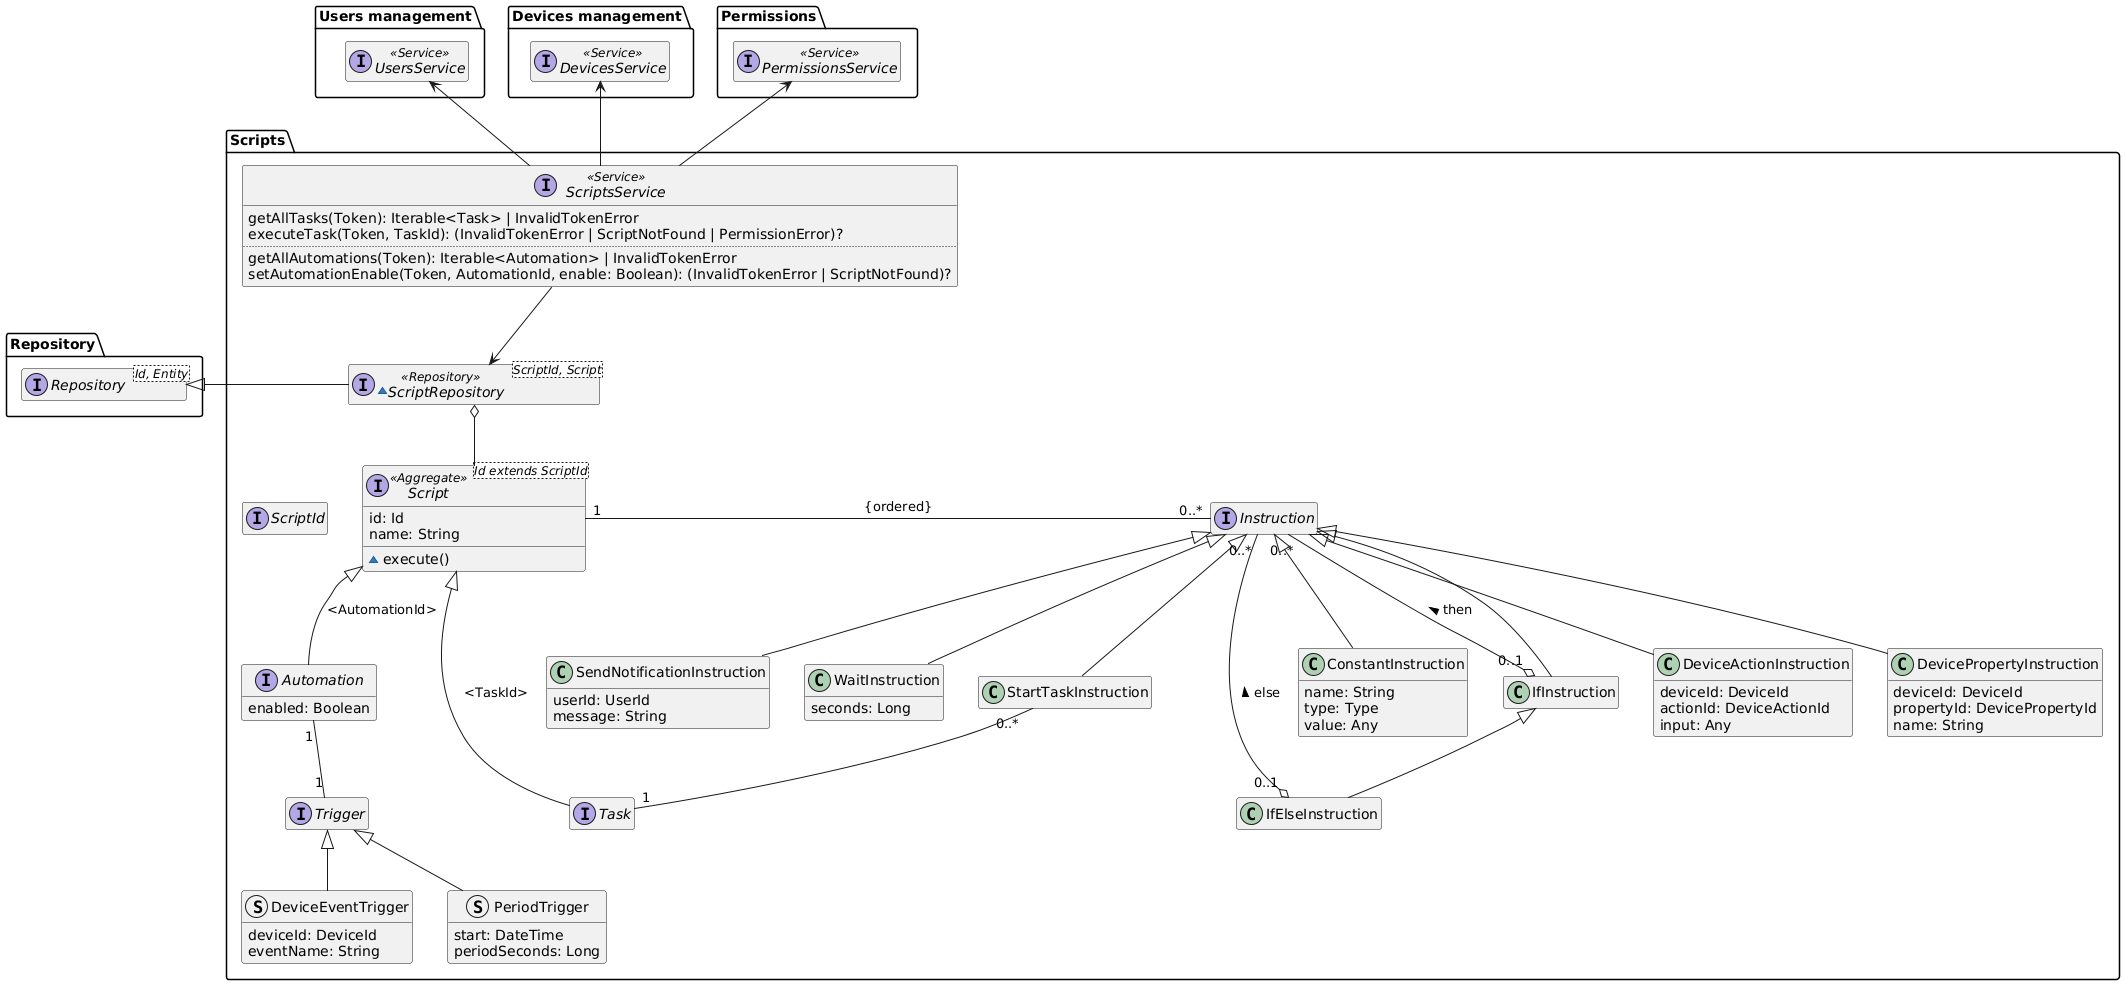 Users management
Devices management
Permissions
I «Service» UsersService
I «Service» DevicesService
I «Service» PermissionsService
Scripts
I «Service» ScriptsService
getAllTasks(Token): Iterable<Task> | InvalidTokenError
executeTask(Token, TaskId): (InvalidTokenError | ScriptNotFound | PermissionError)?
getAllAutomations(Token): Iterable<Automation> | InvalidTokenError
setAutomationEnable(Token, AutomationId, enable: Boolean): (InvalidTokenError | ScriptNotFound)?
Repository
I Repository
Id, Entity
I «Repository» ScriptRepository
ScriptId, Script
I ScriptId
I «Aggregate» Script
Id extends ScriptId
id: Id
name: String
execute()
1
{ordered}
0..*
I Instruction
0..*
0..*
<AutomationId>
then
<TaskId>
else
0..1
I Automation
enabled: Boolean
C SendNotificationInstruction
userId: UserId
message: String
C WaitInstruction
seconds: Long
C StartTaskInstruction
C ConstantInstruction
name: String
type: Type
value: Any
C IfInstruction
C DeviceActionInstruction
deviceId: DeviceId
actionId: DeviceActionId
input: Any
C DevicePropertyInstruction
deviceId: DeviceId
propertyId: DevicePropertyId
name: String
1
0..*
1
1
0..1
I Trigger
I Task
C IfElseInstruction
S DeviceEventTrigger
deviceId: DeviceId
eventName: String
S PeriodTrigger
start: DateTime
periodSeconds: Long